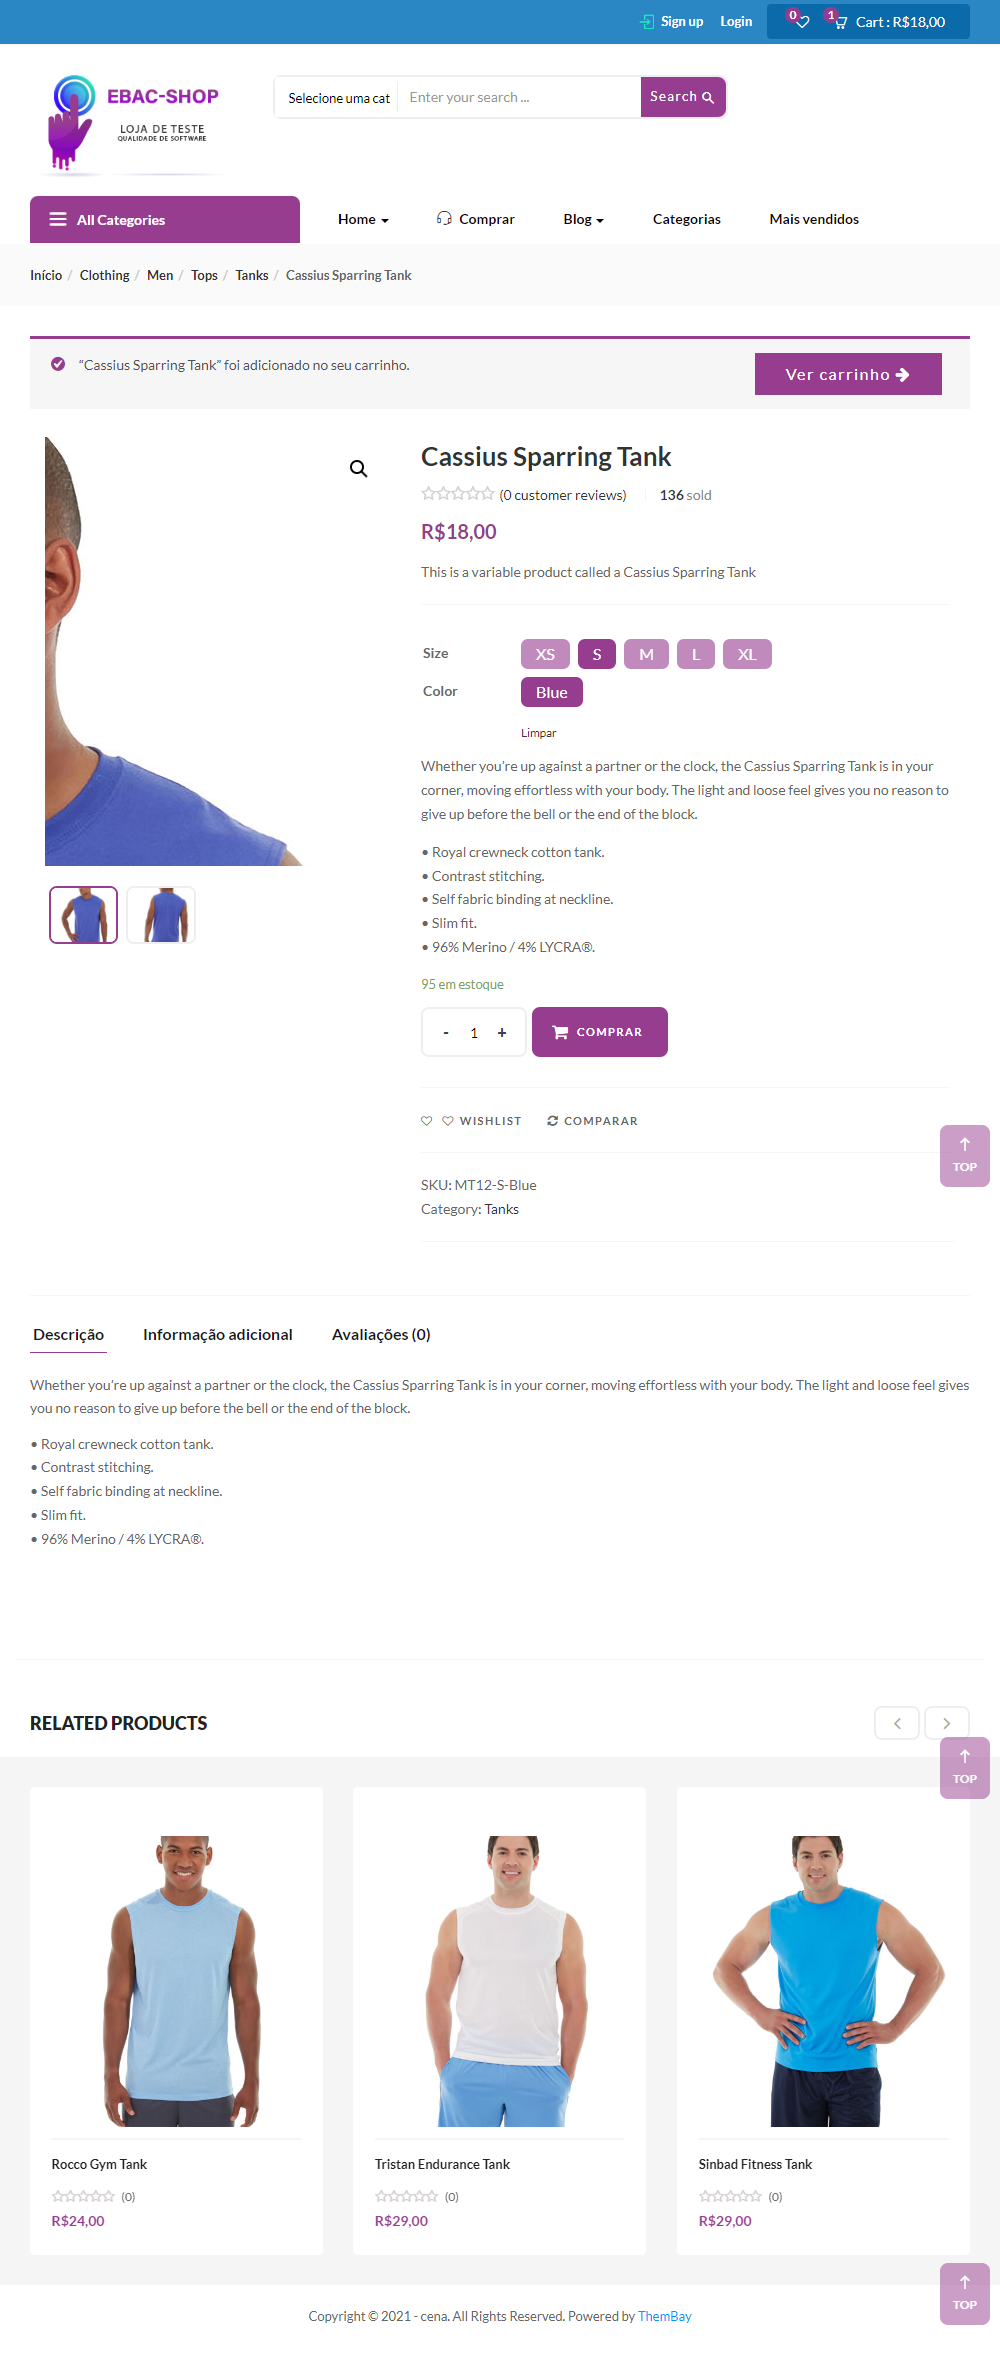 Sign up Login 0 1 Cart : R$18,00
EBAC-SHOP
LOJA DE TESTE
QUALIDADE DE SOFTWARE
Selecione uma cat Enter your search ... Search
All Categories Home Comprar Blog Categorias Mais vendidos
Início / Clothing / Men / Tops / Tanks / Cassius Sparring Tank
“Cassius Sparring Tank” foi adicionado no seu carrinho. Ver carrinho
Cassius Sparring Tank
(0 customer reviews) 136 sold
R$18,00
This is a variable product called a Cassius Sparring Tank
Size XS S M L XL
Color Blue
Limpar
Whether you’re up against a partner or the clock, the Cassius Sparring Tank is in your
corner, moving effortless with your body. The light and loose feel gives you no reason to
give up before the bell or the end of the block.
• Royal crewneck cotton tank.
• Contrast stitching.
• Self fabric binding at neckline.
• Slim fit.
• 96% Merino / 4% LYCRA®.
95 em estoque
- 1 + COMPRAR
WISHLIST COMPARAR
TOP
SKU: MT12-S-Blue
Category: Tanks
Descrição Informação adicional Avaliações (0)
Whether you’re up against a partner or the clock, the Cassius Sparring Tank is in your corner, moving effortless with your body. The light and loose feel gives
you no reason to give up before the bell or the end of the block.
• Royal crewneck cotton tank.
• Contrast stitching.
• Self fabric binding at neckline.
• Slim fit.
• 96% Merino / 4% LYCRA®.
RELATED PRODUCTS
TOP
Rocco Gym Tank Tristan Endurance Tank Sinbad Fitness Tank
(0) (0) (0)
R$24,00 R$29,00 R$29,00
TOP
Copyright © 2021 - cena. All Rights Reserved. Powered by ThemBay